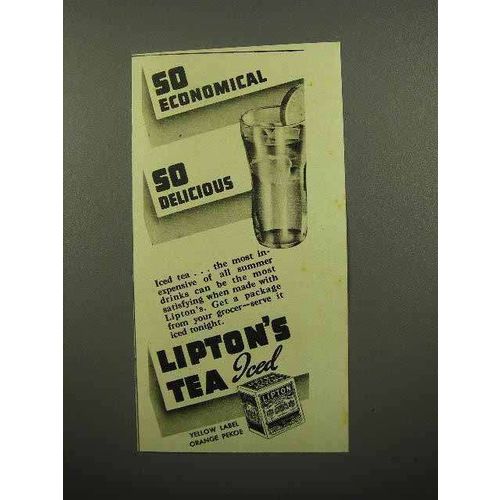 SO
ECONOMICAL
SO
DELICIOUS
Iced tea . . . the most in-
expensive of all summer
drinks can be the most
satisfying when made with
Lipton's. Get a package
from your grocer—serve it
iced tonight.
LIPTON'S
TEA Iced
LIPTON
YELLOW LABEL
ORANGE PEKOE